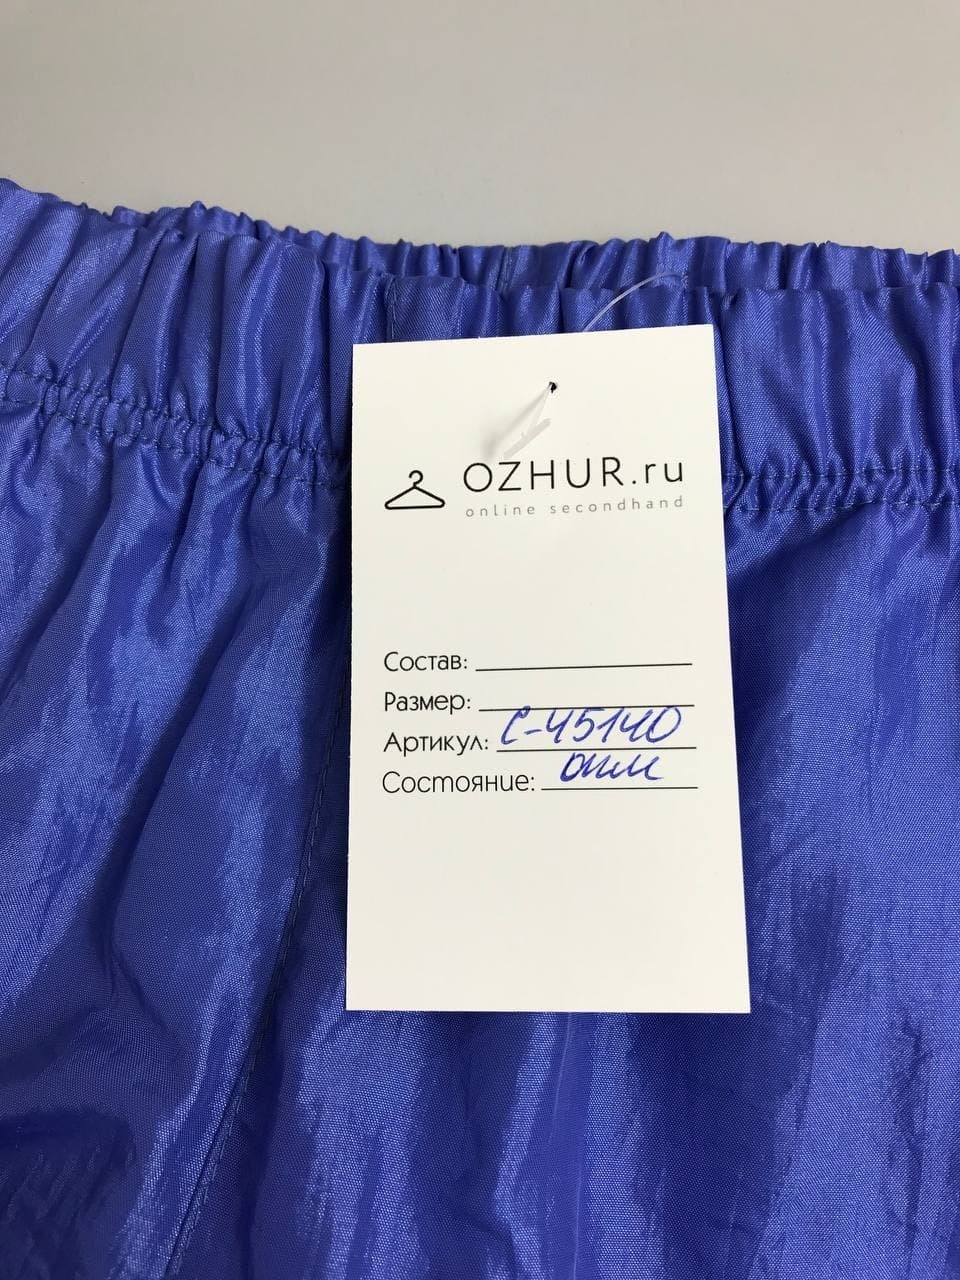 OZHUR.ru
online secondhand
Состав:
Размер:
Артикул: С-45140
Состояние: отл